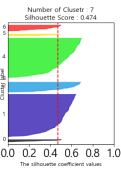 Number of Clusetr : 7
Silhouette Score : 0.474
6
5
4
Cluster label
3
2
1
0
0.0 0.2 0.4 0.6 0.8 1.0
The silhouette coefficient values